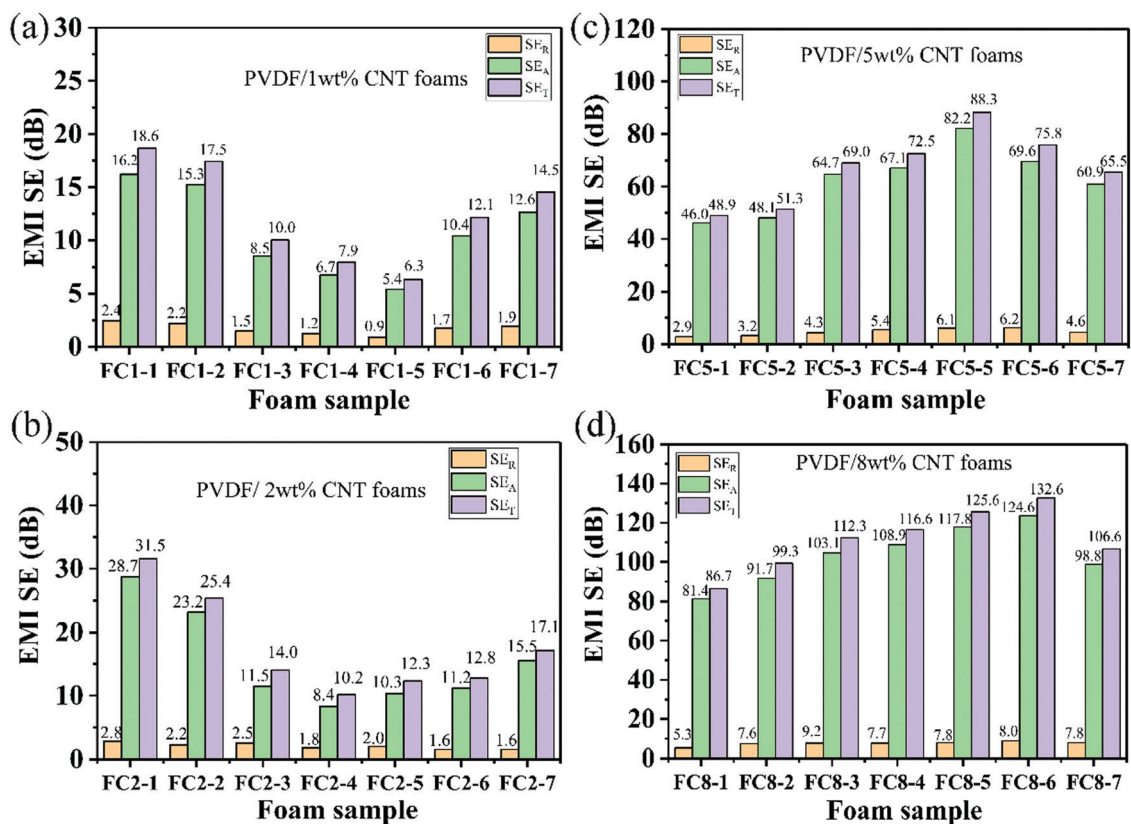 (a)
30
25
20
15
10
5
0
EMI SE (dB)
PVDF/1wt% CNT foams
SE_R
SE_A
SE_T
2.4 16.2 18.6
2.2 15.3 17.5
1.5 8.5 10.0
1.2 6.7 7.9
0.9 5.4 6.3
1.7 10.4 12.1
1.9 12.6 14.5
FC1-1 FC1-2 FC1-3 FC1-4 FC1-5 FC1-6 FC1-7
Foam sample
(b)
50
40
30
20
10
0
EMI SE (dB)
PVDF/ 2wt% CNT foams
SE_R
SE_A
SE_T
2.8 28.7 31.5
2.2 23.2 25.4
2.5 11.5 14.0
1.8 8.4 10.2
2.0 10.3 12.3
1.6 11.2 12.8
1.6 15.5 17.1
FC2-1 FC2-2 FC2-3 FC2-4 FC2-5 FC2-6 FC2-7
Foam sample
(c)
120
100
80
60
40
20
0
EMI SE (dB)
PVDF/5wt% CNT foams
SE_R
SE_A
SE_T
2.9 46.0 48.9
3.2 48.1 51.3
4.3 64.7 69.0
5.4 67.1 72.5
6.1 82.2 88.3
6.2 69.6 75.8
4.6 60.9 65.5
FC5-1 FC5-2 FC5-3 FC5-4 FC5-5 FC5-6 FC5-7
Foam sample
(d)
160
140
120
100
80
60
40
20
0
EMI SE (dB)
PVDF/8wt% CNT foams
SE_R
SE_A
SE_T
5.3 81.4 86.7
7.6 91.7 99.3
9.2 103.1 112.3
7.7 108.9 116.6
7.8 117.8 125.6
8.0 124.6 132.6
7.8 98.8 106.6
FC8-1 FC8-2 FC8-3 FC8-4 FC8-5 FC8-6 FC8-7
Foam sample